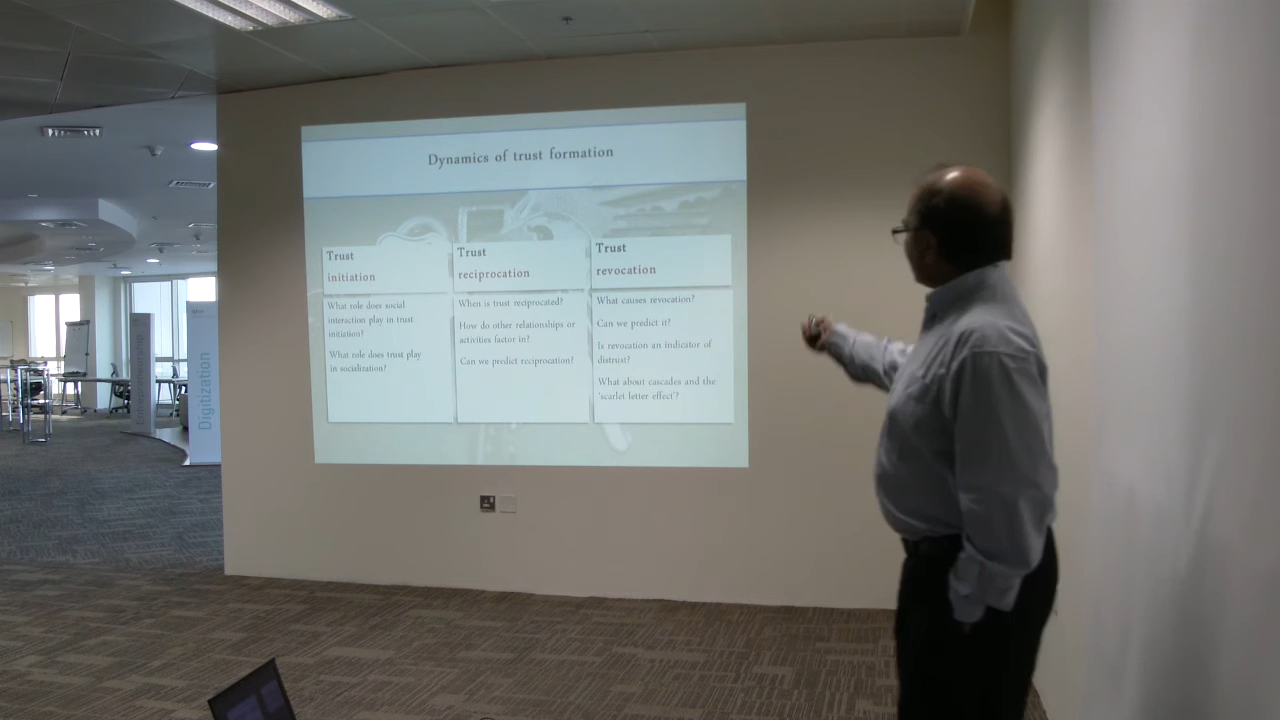 Dynamics of trust formation
Trust
initiation
What role does social
interaction play in trust
initiation?
What role does trust play
in socialization?
Trust
reciprocation
When is trust reciprocated?
How do other relationships or
activities factor in?
Can we predict reciprocation?
Trust
revocation
What causes revocation?
Can we predict it?
Is revocation an indicator of
distrust?
What about cascades and the
'scarlet letter effect'?
Digitization